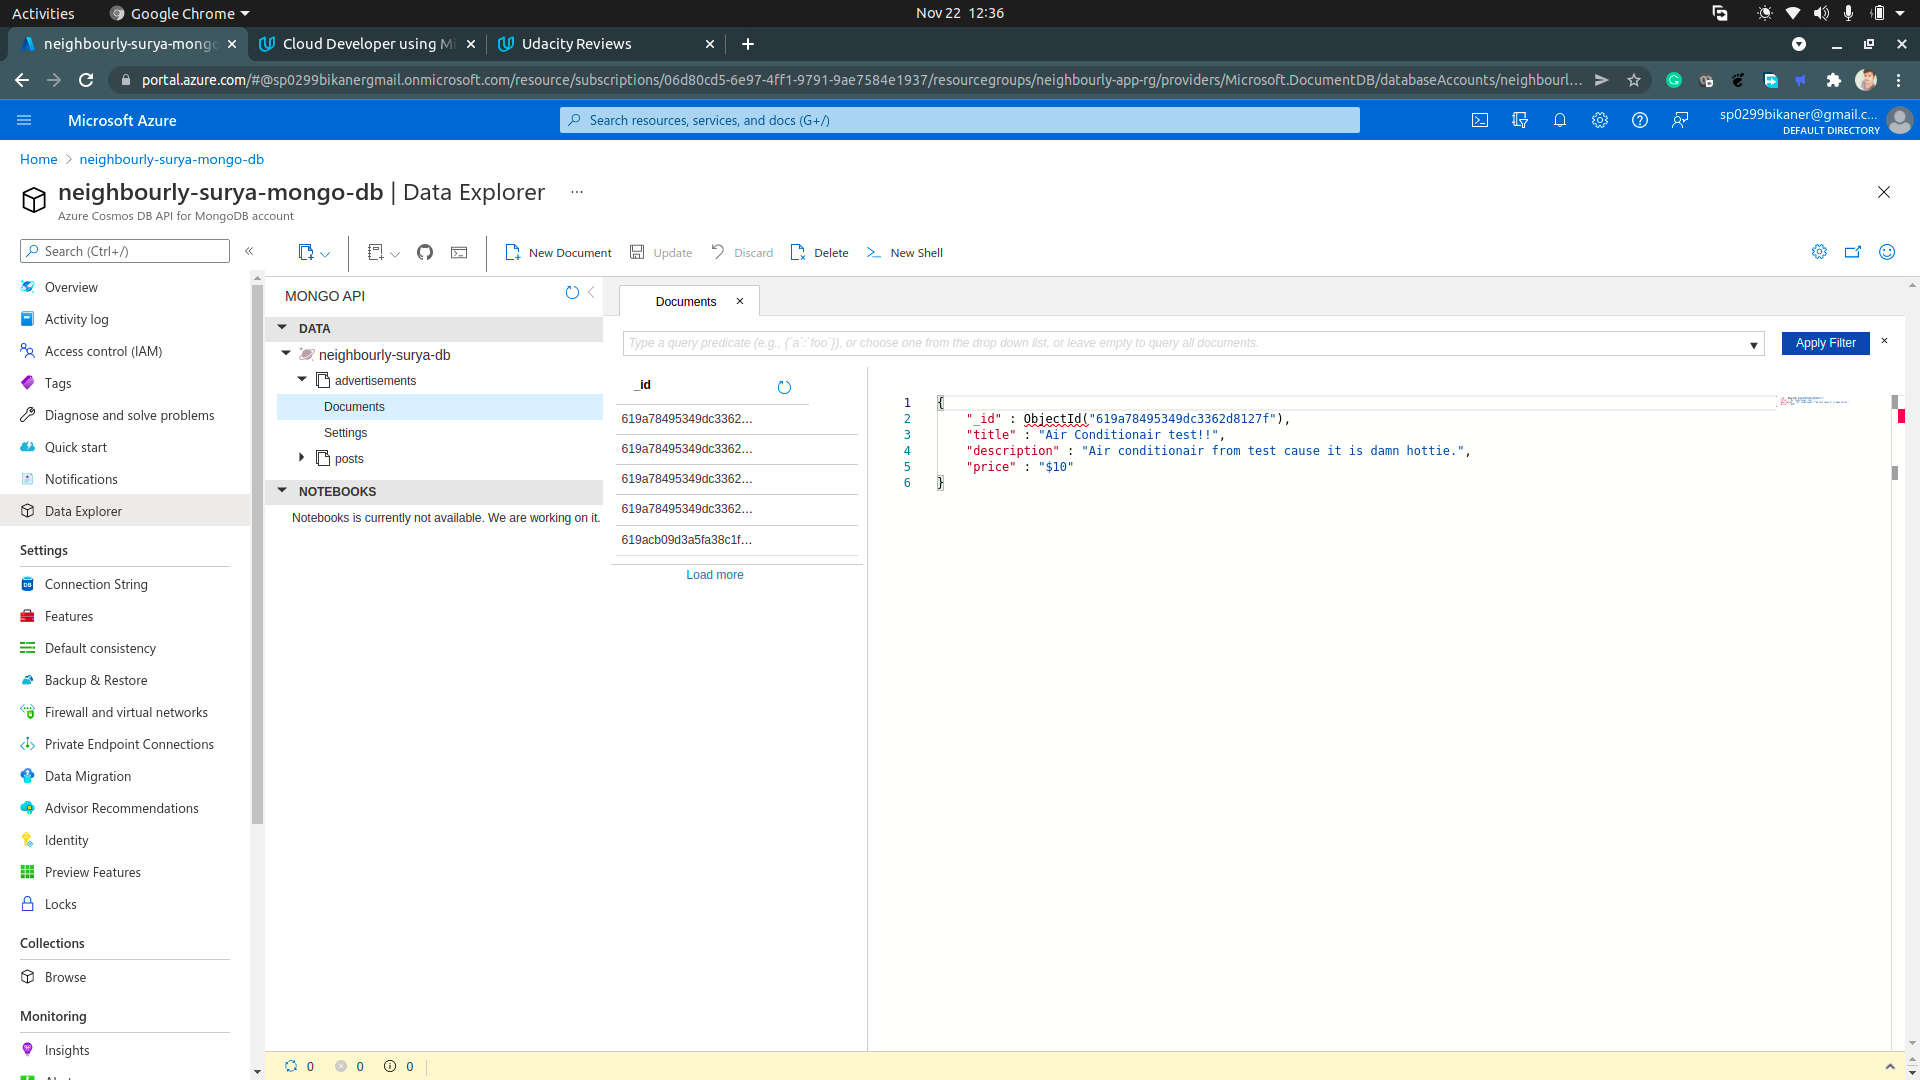 Activities
Google Chrome
Nov 22 12:36
neighbourly-surya-mongo
Cloud Developer using Mi
Udacity Reviews
portal.azure.com/#@sp0299bikanergmail.onmicrosoft.com/resource/subscriptions/06d80cd5-6e97-4ff1-9791-9ae7584e1937/resourcegroups/neighbourly-app-rg/providers/Microsoft.DocumentDB/databaseAccounts/neighbourl...
Microsoft Azure
Search resources, services, and docs (G+/)
sp0299bikaner@gmail.c...
DEFAULT DIRECTORY
Home > neighbourly-surya-mongo-db
neighbourly-surya-mongo-db | Data Explorer ...
Azure Cosmos DB API for MongoDB account
Search (Ctrl+/)
New Document
Update
Discard
Delete
New Shell
Overview
Activity log
Access control (IAM)
Tags
Diagnose and solve problems
Quick start
Notifications
Data Explorer
Settings
Connection String
Features
Default consistency
Backup & Restore
Firewall and virtual networks
Private Endpoint Connections
Data Migration
Advisor Recommendations
Identity
Preview Features
Locks
Collections
Browse
Monitoring
Insights
MONGO API
DATA
neighbourly-surya-db
advertisements
Documents
Settings
posts
NOTEBOOKS
Notebooks is currently not available. We are working on it.
Documents
Type a query predicate (e.g., {´a´:´foo´}), or choose one from the drop down list, or leave empty to query all documents.
Apply Filter
_id
619a78495349dc3362...
619a78495349dc3362...
619a78495349dc3362...
619a78495349dc3362...
619acb09d3a5fa38c1f...
Load more
1 {
2 "_id" : ObjectId("619a78495349dc3362d8127f"),
3 "title" : "Air Conditionair test!!",
4 "description" : "Air conditionair from test cause it is damn hottie.",
5 "price" : "$10"
6 }
0 0 0